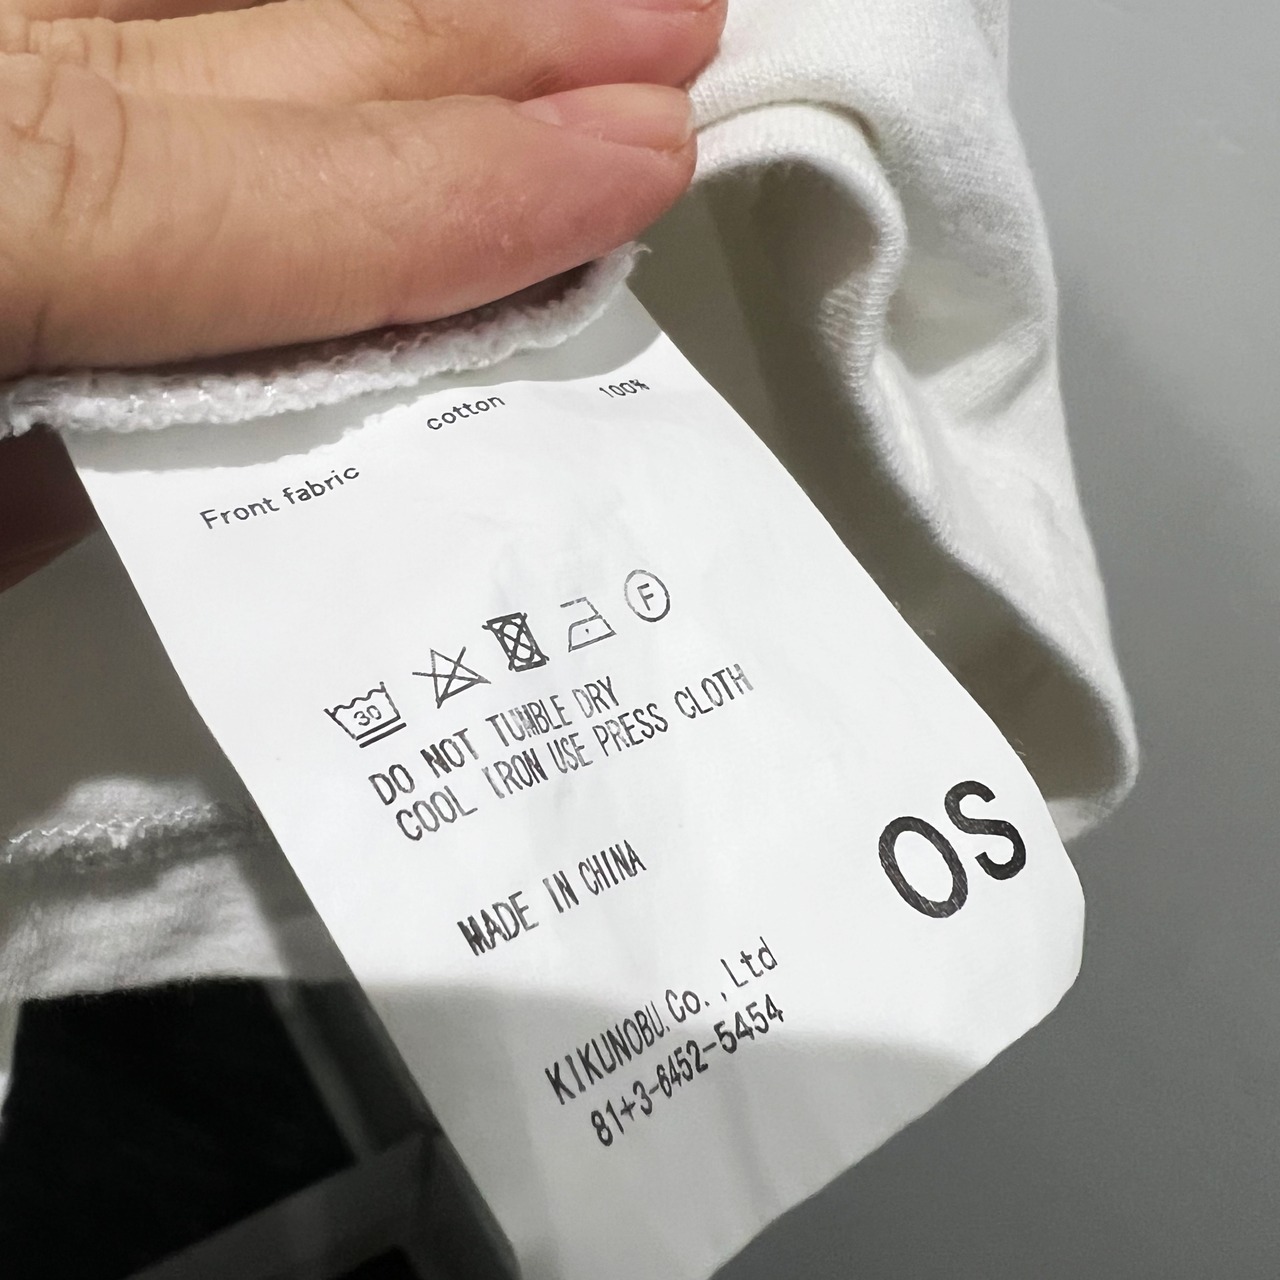 Front fabric cotton 100%
30 F
DO NOT TUMBLE DRY
COOL IRON USE PRESS CLOTH
MADE IN CHINA
OS
KIKUNOBU.Co.,Ltd
81+3-6452-5454